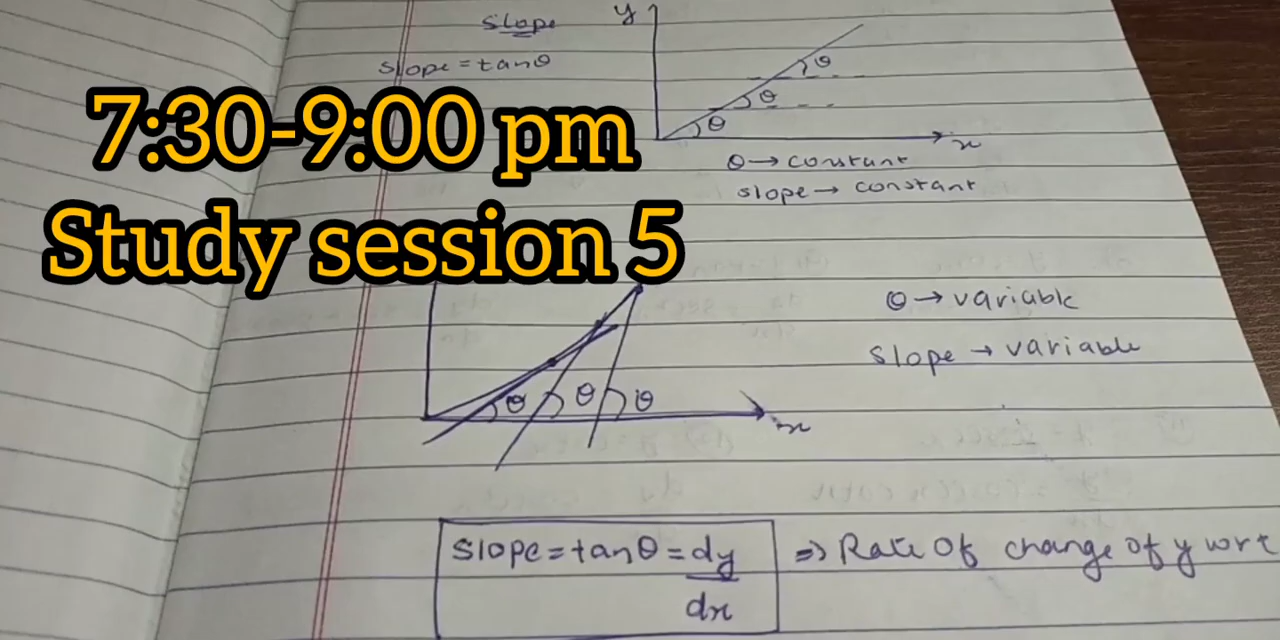 slope
slope = tanθ
y
θ
θ
θ
x
θ → constant
slope → constant
7:30-9:00 pm
Study session 5
θ → variable
slope → variable
θ θ θ
x
slope = tanθ = dy
dx
⇒ Rate of change of y wrt